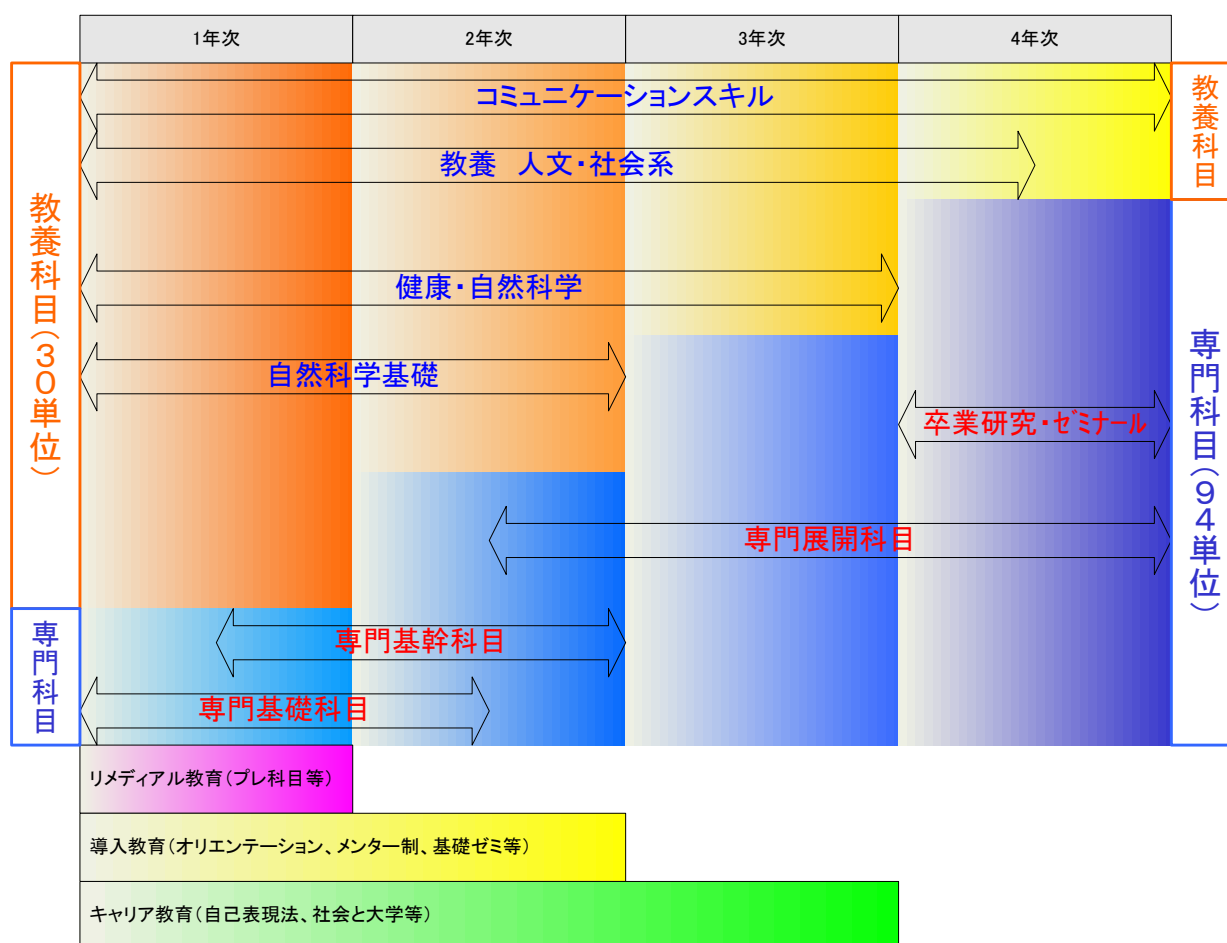 1年次
2年次
3年次
4年次
コミュニケーションスキル
教養科目
教養 人文・社会系
教養科目(30単位)
健康・自然科学
自然科学基礎
専門科目(94単位)
卒業研究・ゼミナール
専門展開科目
専門科目
専門基幹科目
専門基礎科目
リメディアル教育(プレ科目等)
導入教育(オリエンテーション、メンター制、基礎ゼミ等)
キャリア教育(自己表現法、社会と大学等)